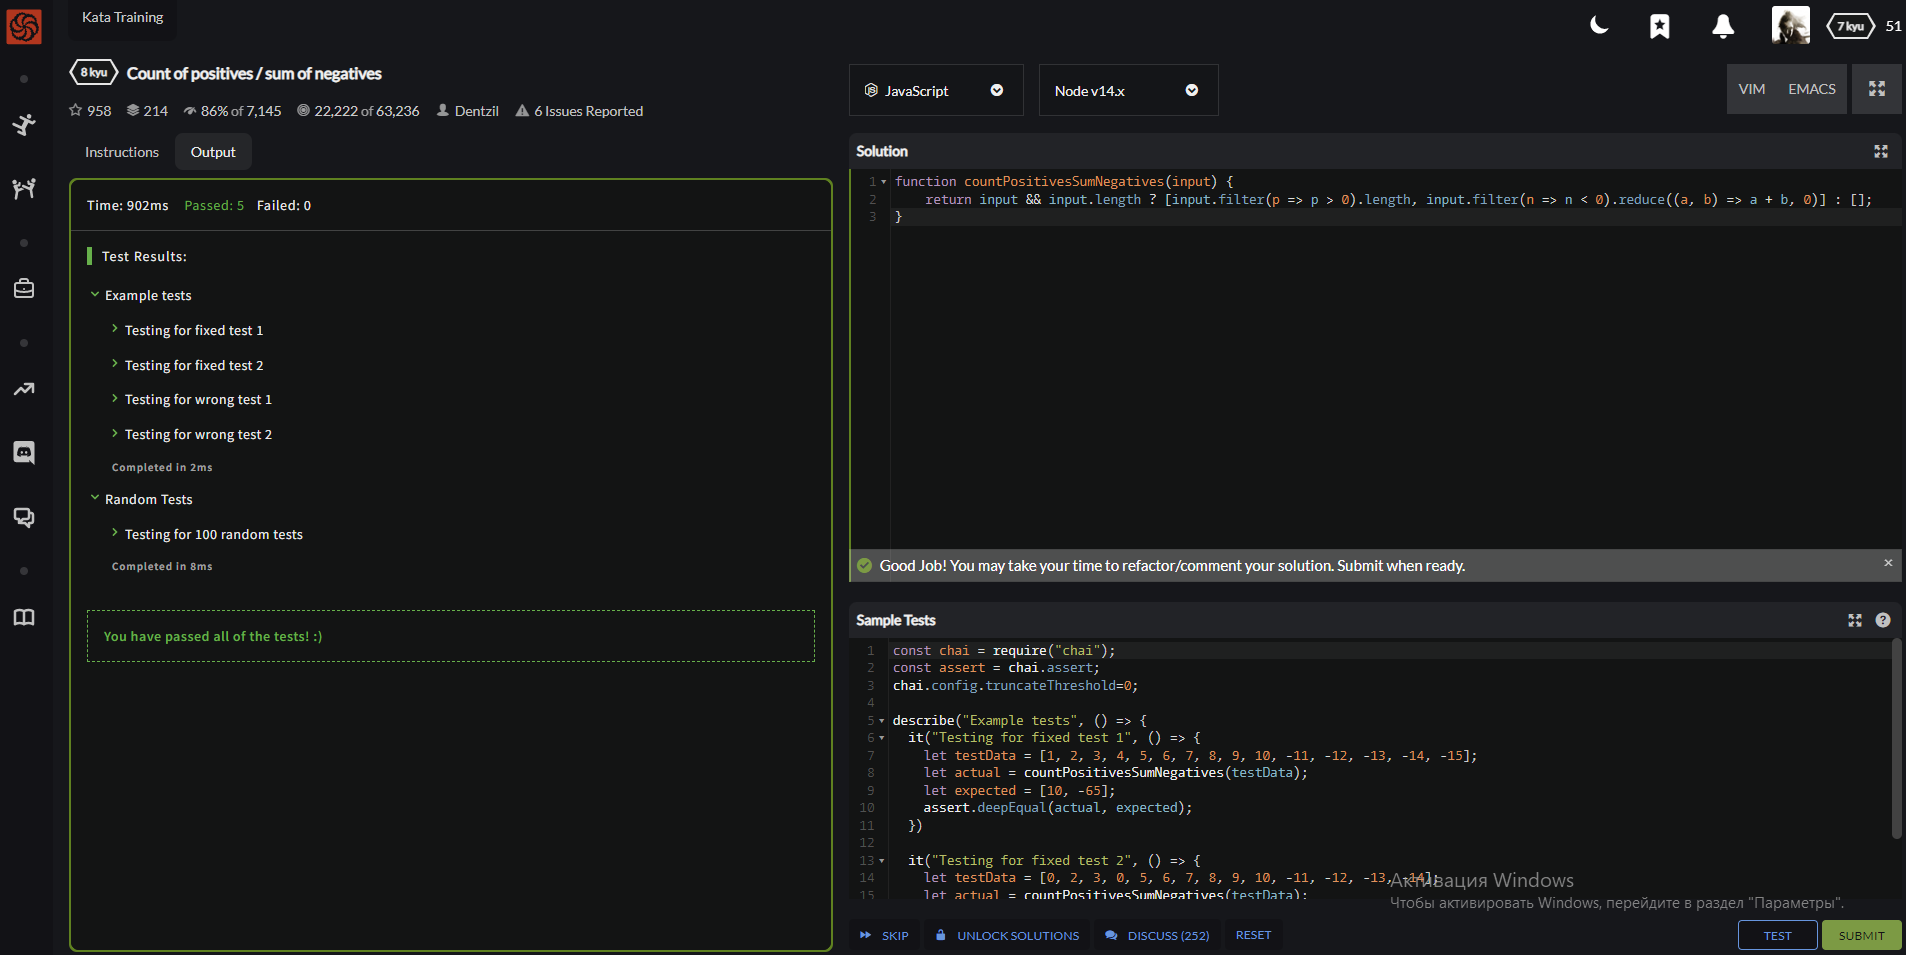 Kata Training
7 kyu
51
8 kyu
Count of positives / sum of negatives
958
214
86% of 7,145
22,222 of 63,236
Dentzil
6 Issues Reported
Instructions
Output
Time: 902ms Passed: 5 Failed: 0
Test Results:
Example tests
Testing for fixed test 1
Testing for fixed test 2
Testing for wrong test 1
Testing for wrong test 2
Completed in 2ms
Random Tests
Testing for 100 random tests
Completed in 8ms
You have passed all of the tests! :)
JavaScript
Node v14.x
VIM
EMACS
Solution
1 function countPositivesSumNegatives(input) {
2 return input && input.length ? [input.filter(p => p > 0).length, input.filter(n => n < 0).reduce((a, b) => a + b, 0)] : [];
3 }
Good Job! You may take your time to refactor/comment your solution. Submit when ready.
Sample Tests
1 const chai = require("chai");
2 const assert = chai.assert;
3 chai.config.truncateThreshold=0;
4
5 describe("Example tests", () => {
6 it("Testing for fixed test 1", () => {
7 let testData = [1, 2, 3, 4, 5, 6, 7, 8, 9, 10, -11, -12, -13, -14, -15];
8 let actual = countPositivesSumNegatives(testData);
9 let expected = [10, -65];
10 assert.deepEqual(actual, expected);
11 })
12
13 it("Testing for fixed test 2", () => {
14 let testData = [0, 2, 3, 0, 5, 6, 7, 8, 9, 10, -11, -12, -13, -14];
15 let actual = countPositivesSumNegatives(testData);
Активация Windows
Чтобы активировать Windows, перейдите в раздел "Параметры".
SKIP
UNLOCK SOLUTIONS
DISCUSS (252)
RESET
TEST
SUBMIT